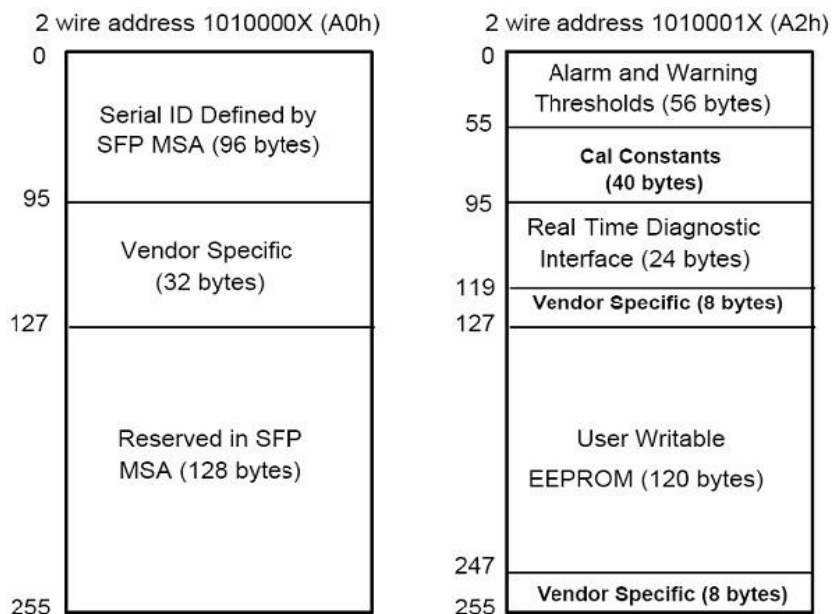 2 wire address 1010000X (A0h)
0
Serial ID Defined by
SFP MSA (96 bytes)
95
Vendor Specific
(32 bytes)
127
Reserved in SFP
MSA (128 bytes)
255
2 wire address 1010001X (A2h)
0
Alarm and Warning
Thresholds (56 bytes)
55
Cal Constants
(40 bytes)
95
Real Time Diagnostic
Interface (24 bytes)
119
Vendor Specific (8 bytes)
127
User Writable
EEPROM (120 bytes)
247
Vendor Specific (8 bytes)
255